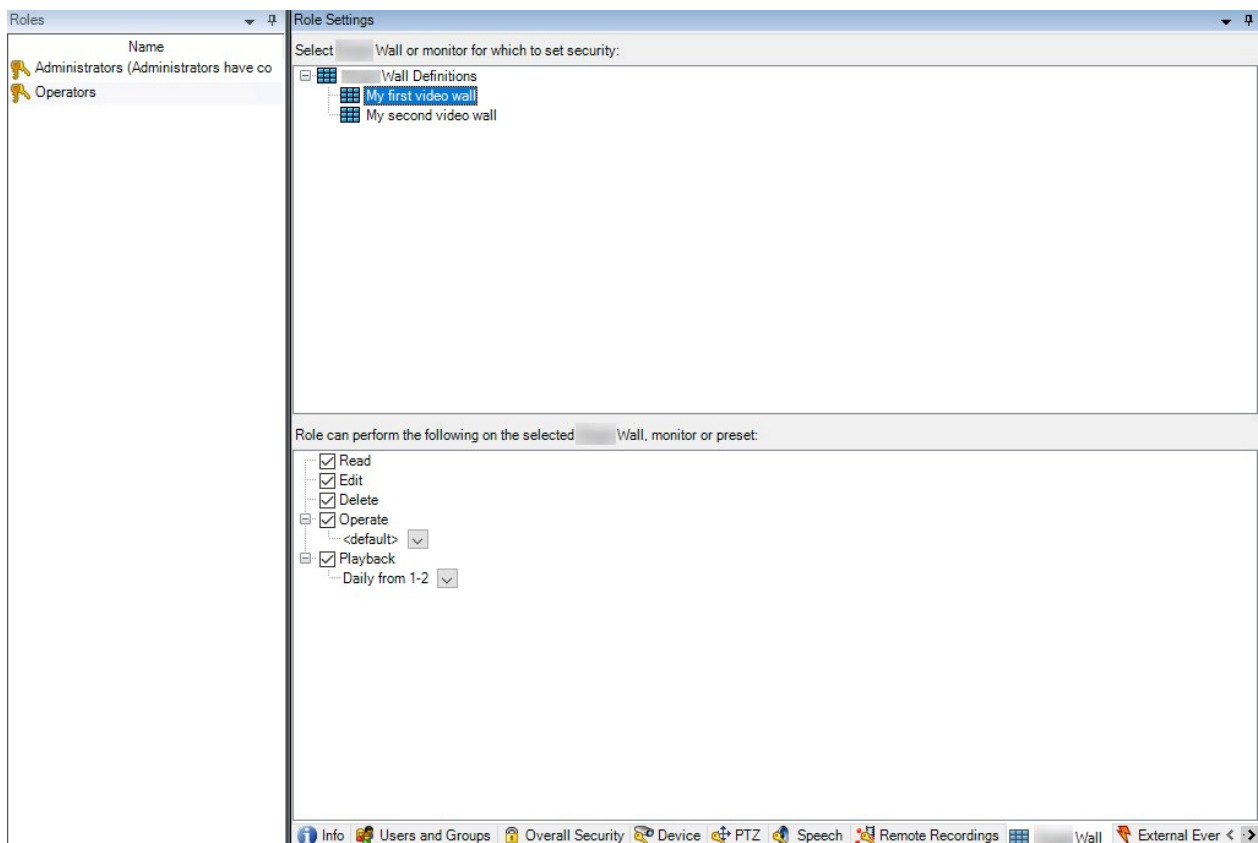 Roles
Name
Administrators (Administrators have co
Operators
Role Settings
Select Wall or monitor for which to set security:
Wall Definitions
My first video wall
My second video wall
Role can perform the following on the selected Wall, monitor or preset:
Read
Edit
Delete
Operate
<default>
Playback
Daily from 1-2
Info Users and Groups Overall Security Device PTZ Speech Remote Recordings Wall External Ever